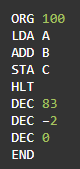 ORG 100
LDA A
ADD B
STA C
HLT
DEC 83
DEC −2
DEC 0
END